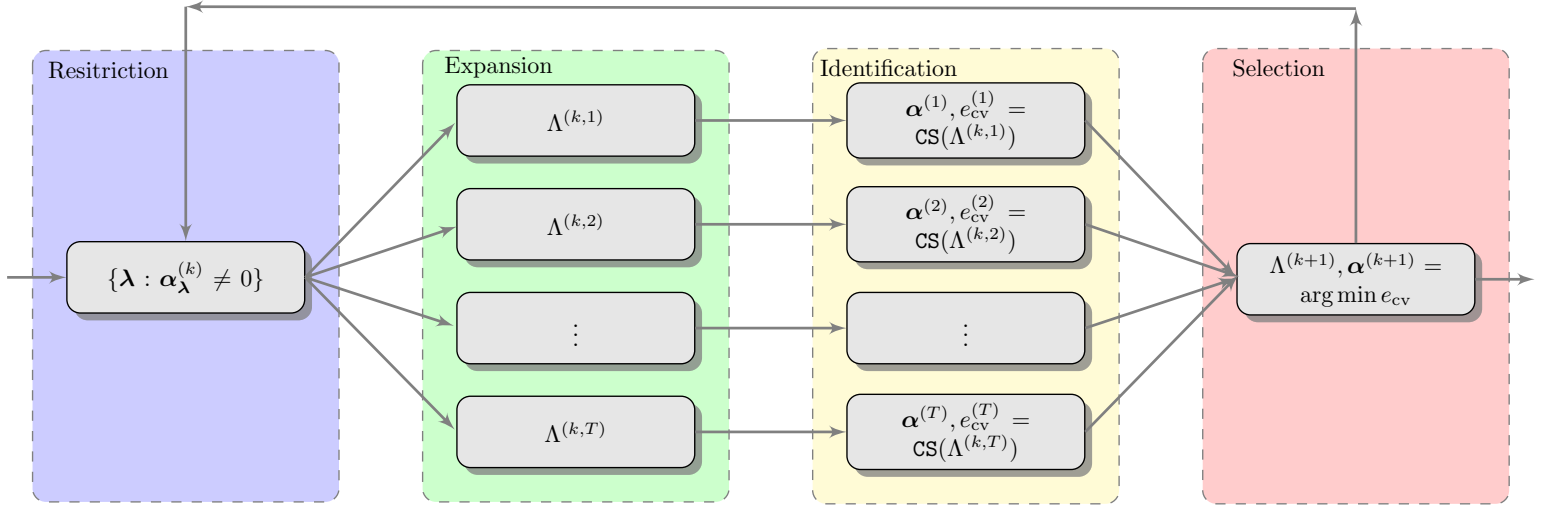 Resitriction
{λ : α_λ^(k) ≠ 0}
Expansion
Λ^(k,1)
Λ^(k,2)
⋮
Λ^(k,T)
Identification
α^(1), e_cv^(1) =
CS(Λ^(k,1))
α^(2), e_cv^(2) =
CS(Λ^(k,2))
⋮
α^(T), e_cv^(T) =
CS(Λ^(k,T))
Selection
Λ^(k+1), α^(k+1) =
arg min e_cv